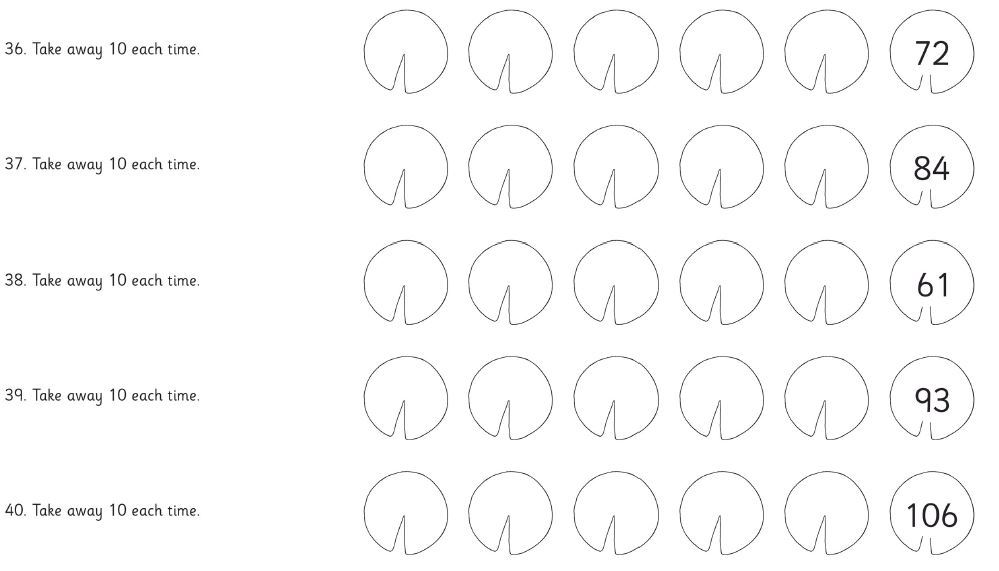 36. Take away 10 each time. 72
37. Take away 10 each time. 84
38. Take away 10 each time. 61
39. Take away 10 each time. 93
40. Take away 10 each time. 106